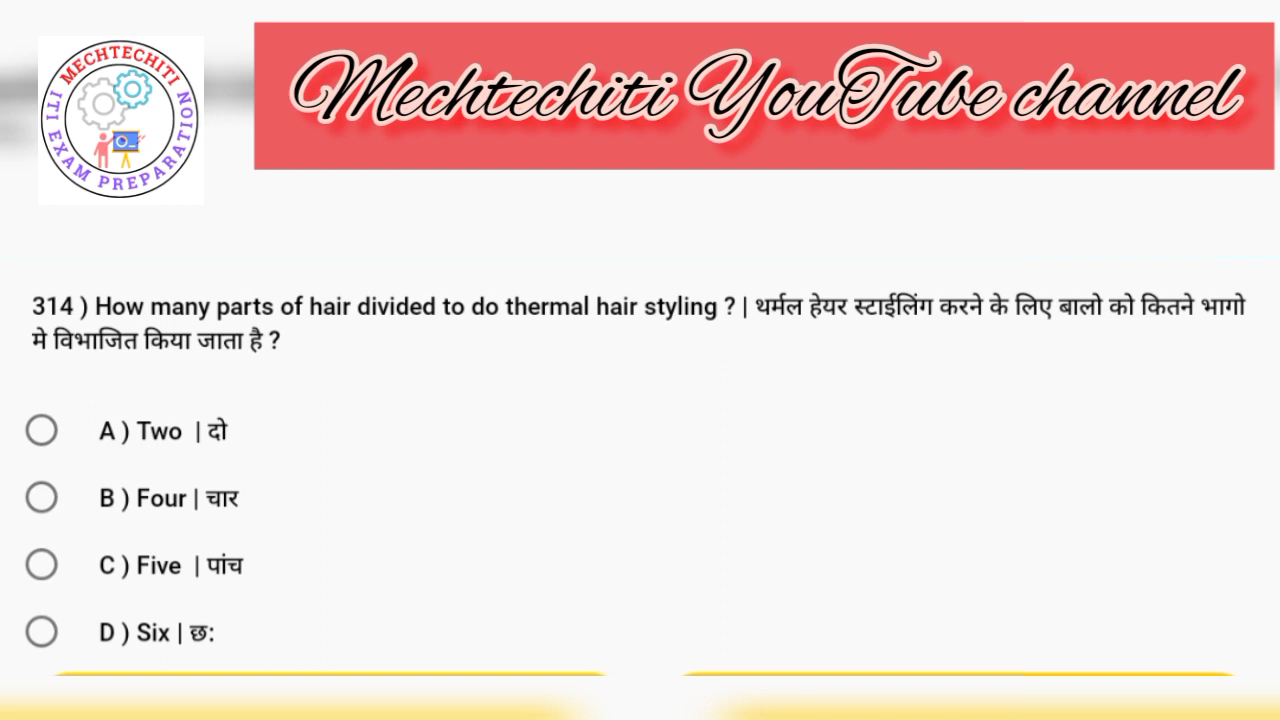 MECHTECHITI
ITI EXAM PREPARATION
Mechtechiti YouTube channel
314 ) How many parts of hair divided to do thermal hair styling ? | थर्मल हेयर स्टाईलिंग करने के लिए बालो को कितने भागो
मे विभाजित किया जाता है ?
A ) Two | दो
B ) Four | चार
C ) Five | पांच
D ) Six | छ: